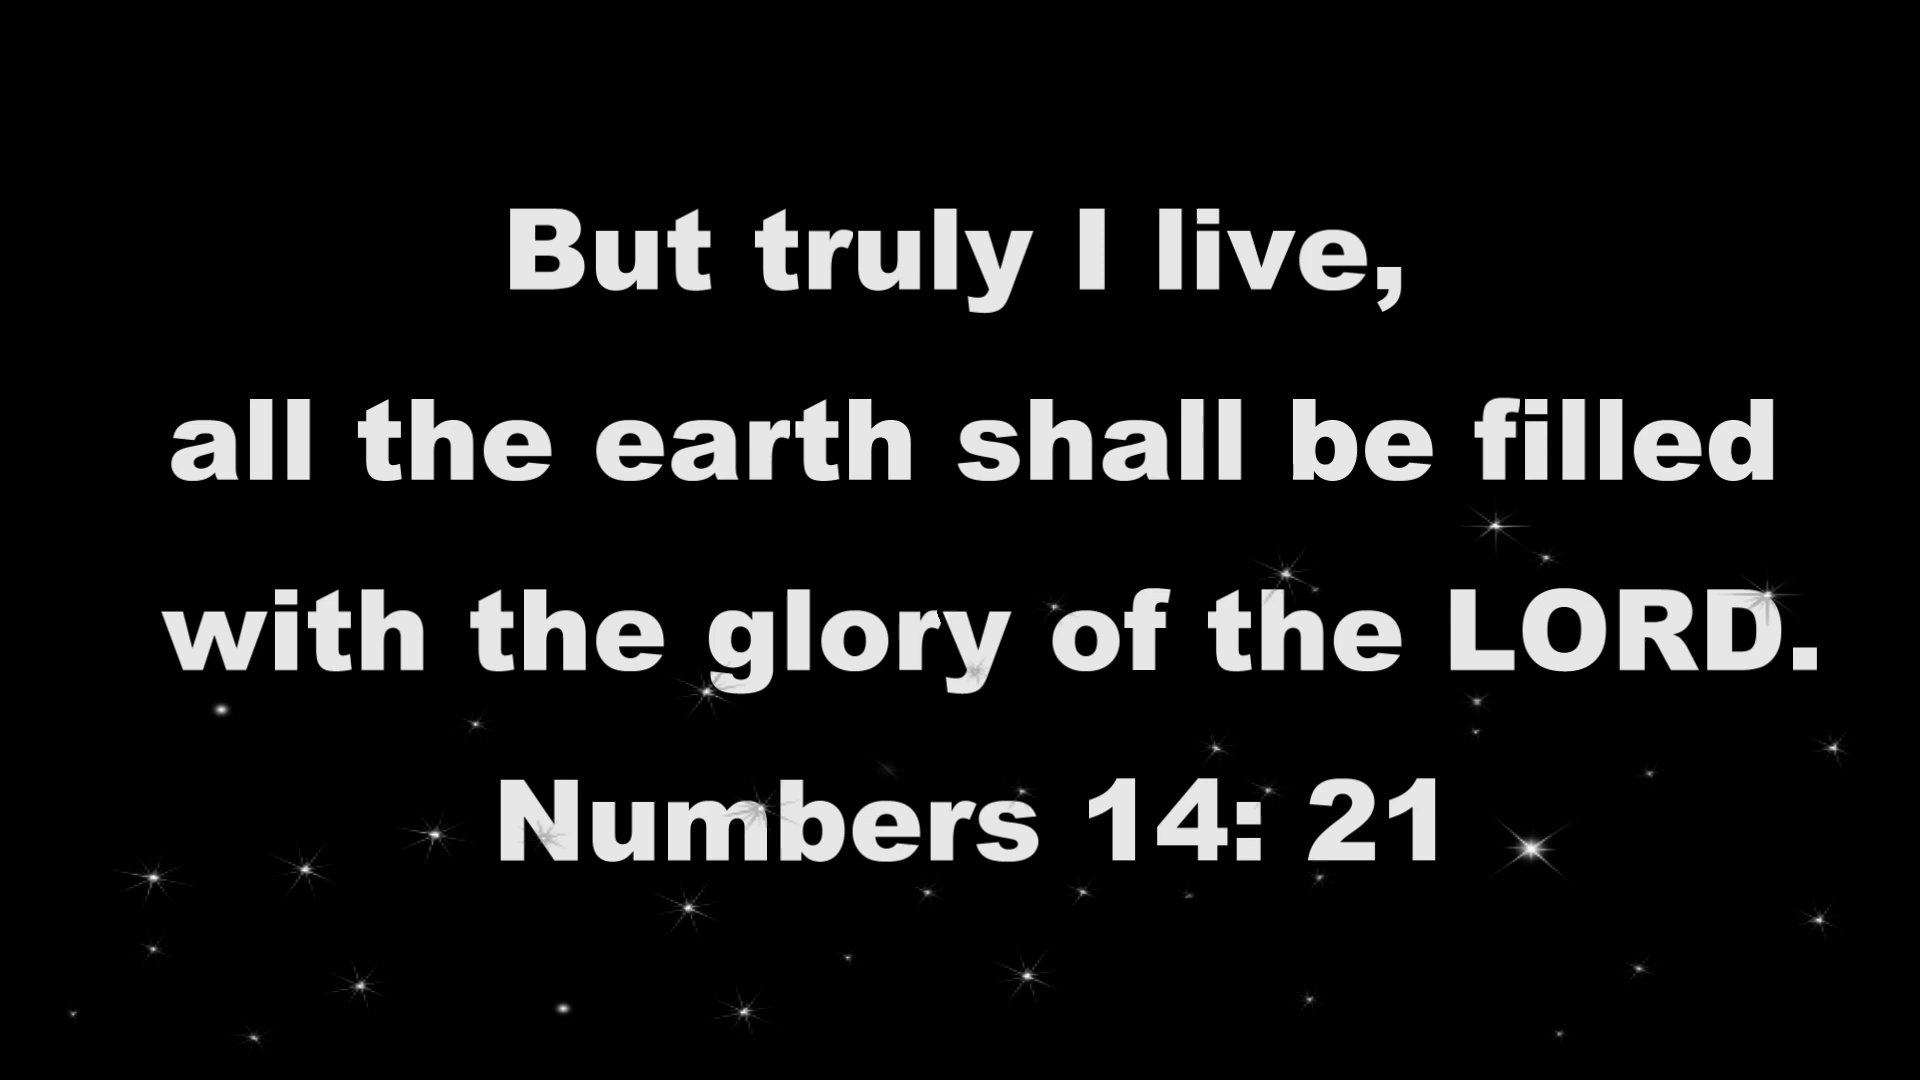 But truly I live,
all the earth shall be filled
with the glory of the LORD.
Numbers 14: 21